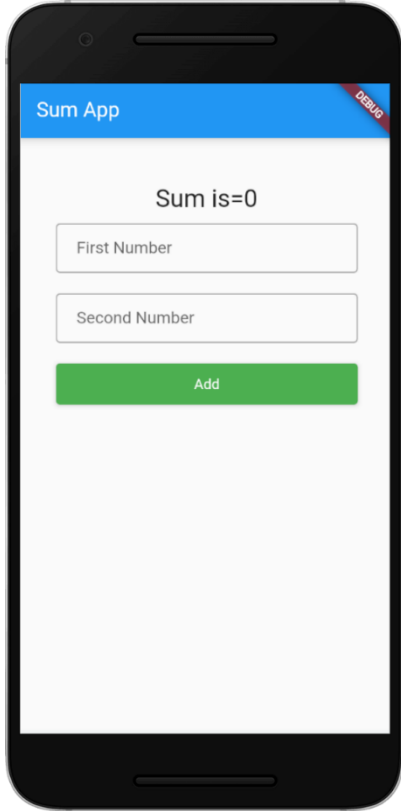 Sum App
DEBUG
Sum is=0
First Number
Second Number
Add